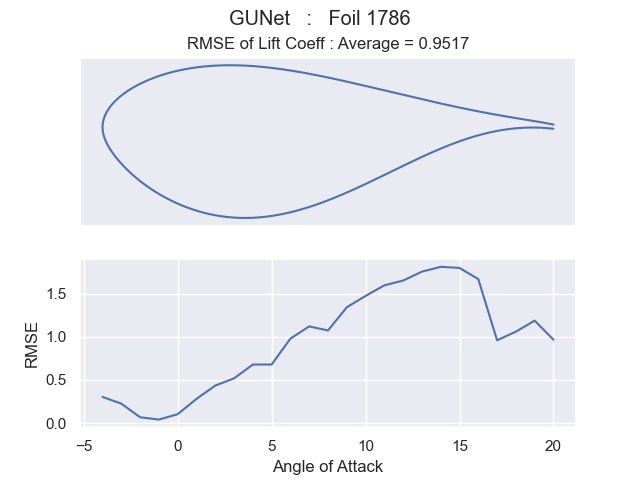 GUNet   :   Foil 1786
RMSE of Lift Coeff : Average = 0.9517
1.5
1.0
0.5
0.0
RMSE
−5 0 5 10 15 20
Angle of Attack